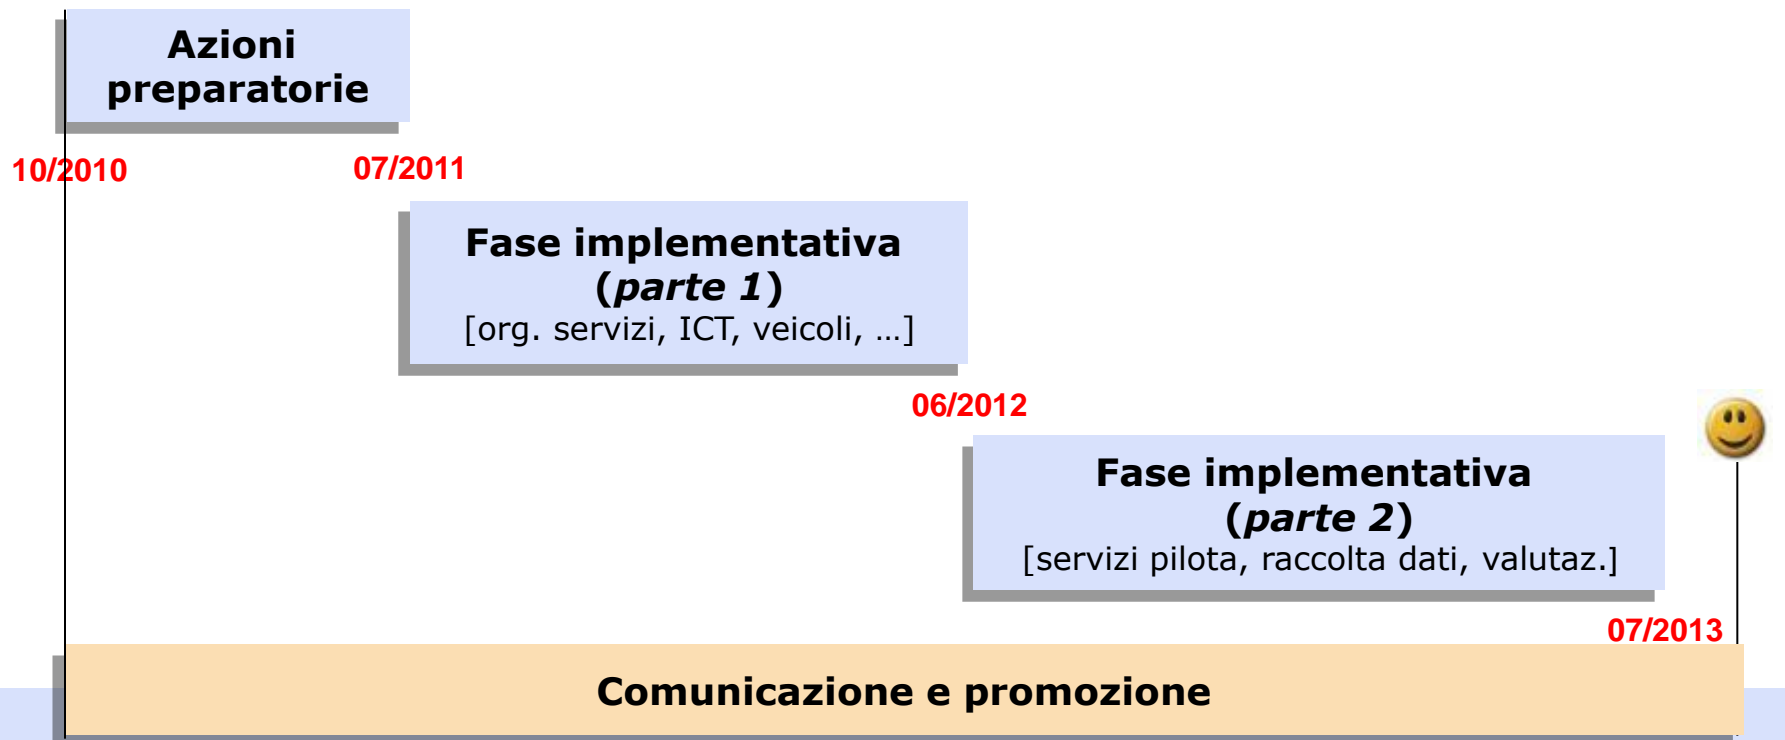 Azioni
preparatorie
10/2010
07/2011
Fase implementativa
(parte 1)
[org. servizi, ICT, veicoli, …]
06/2012
Fase implementativa
(parte 2)
[servizi pilota, raccolta dati, valutaz.]
07/2013
Comunicazione e promozione